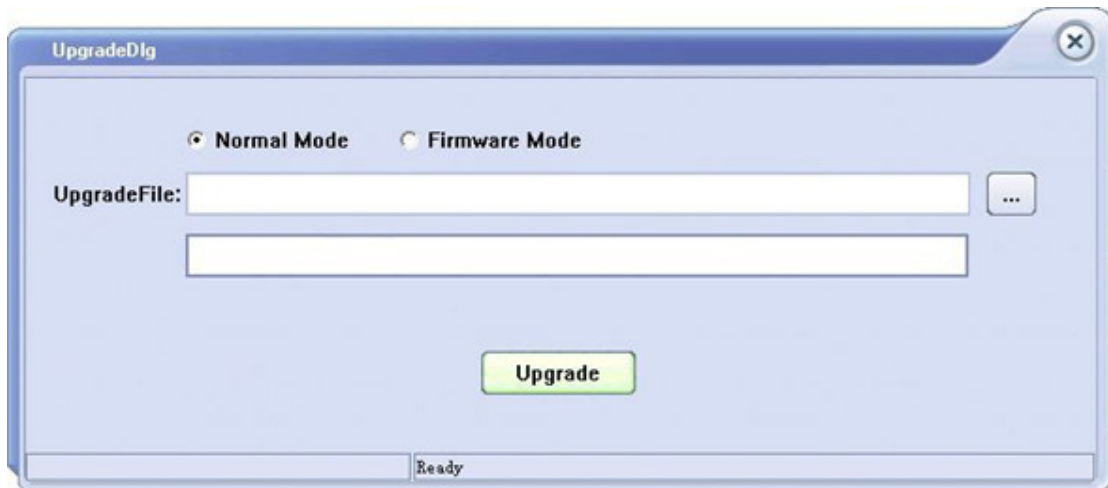 UpgradeDlg
Normal Mode Firmware Mode
UpgradeFile: ...
Upgrade
Ready